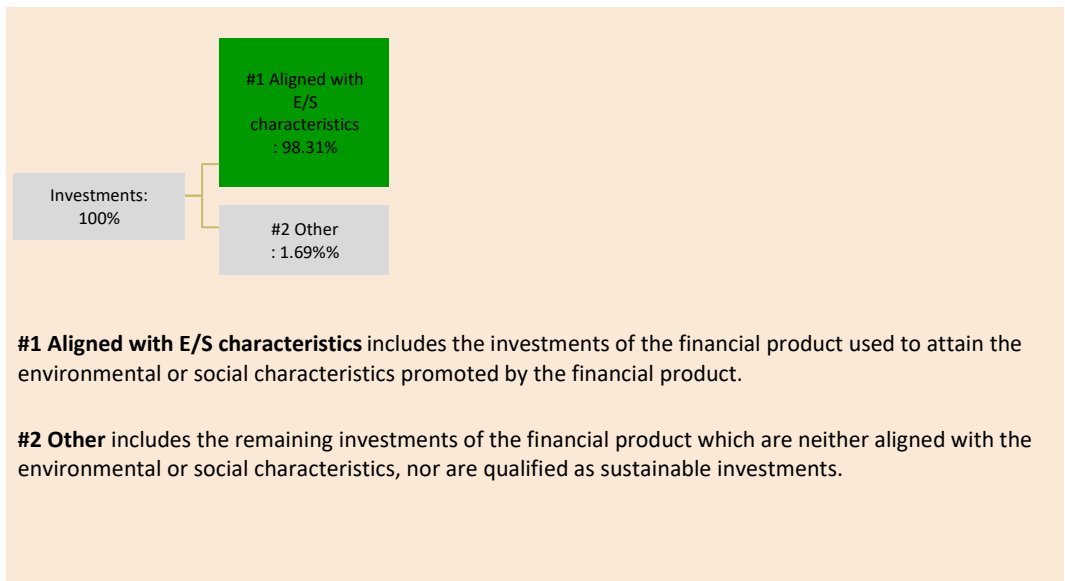 #1 Aligned with
E/S
characteristics
: 98.31%
Investments:
100%
#2 Other
: 1.69%%
#1 Aligned with E/S characteristics includes the investments of the financial product used to attain the
environmental or social characteristics promoted by the financial product.
#2 Other includes the remaining investments of the financial product which are neither aligned with the
environmental or social characteristics, nor are qualified as sustainable investments.